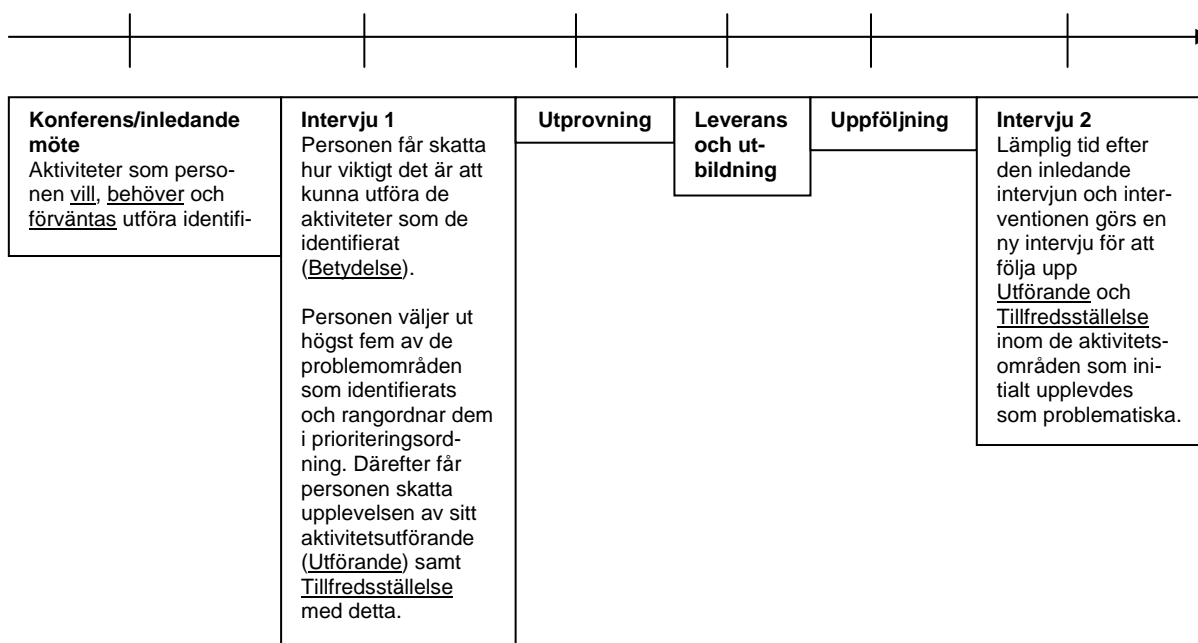 Konferens/inledande
möte
Aktiviteter som perso-
nen vill, behöver och
förväntas utföra identifi-
Intervju 1
Personen får skatta
hur viktigt det är att
kunna utföra de
aktiviteter som de
identifierat
(Betydelse).
Personen väljer ut
högst fem av de
problemområden
som identifierats
och rangordnar dem
i prioriteringsord-
ning. Därefter får
personen skatta
upplevelsen av sitt
aktivitetsutförande
(Utförande) samt
Tillfredsställelse
med detta.
Utprovning
Leverans
och ut-
bildning
Uppföljning
Intervju 2
Lämplig tid efter
den inledande
intervjun och inter-
ventionen görs en
ny intervju för att
följa upp
Utförande och
Tillfredsställelse
inom de aktivitets-
områden som ini-
tialt upplevdes
som problematiska.